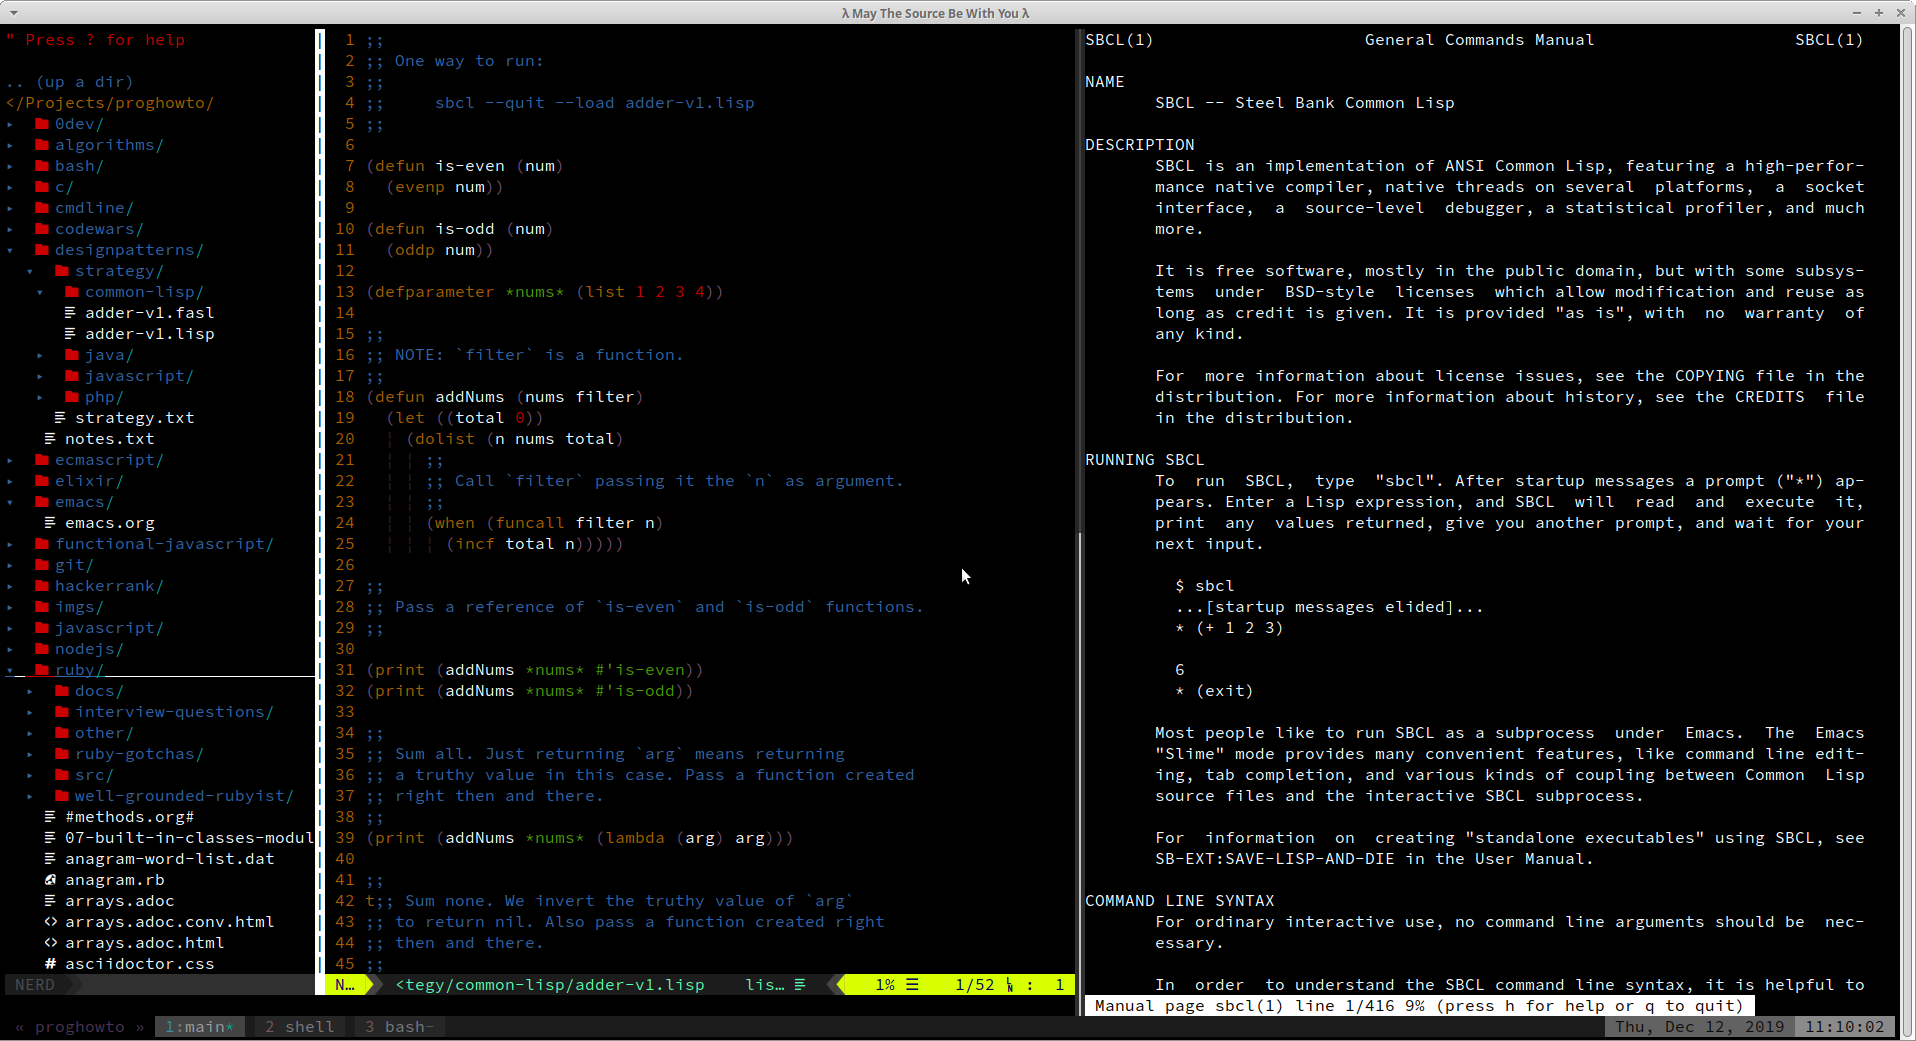 λ May The Source Be With You λ
" Press ? for help
.. (up a dir)
</Projects/proghowto/
0dev/
algorithms/
bash/
c/
cmdline/
codewars/
designpatterns/
strategy/
common-lisp/
adder-v1.fasl
adder-v1.lisp
java/
javascript/
php/
strategy.txt
notes.txt
ecmascript/
elixir/
emacs/
emacs.org
functional-javascript/
git/
hackerrank/
imgs/
javascript/
nodejs/
ruby/
docs/
interview-questions/
other/
ruby-gotchas/
src/
well-grounded-rubyist/
#methods.org#
07-built-in-classes-modul
anagram-word-list.dat
anagram.rb
arrays.adoc
arrays.adoc.conv.html
arrays.adoc.html
asciidoctor.css
NERD
1 ;;
2 ;; One way to run:
3 ;;
4 ;;     sbcl --quit --load adder-v1.lisp
5 ;;
6
7 (defun is-even (num)
8   (evenp num))
9
10 (defun is-odd (num)
11   (oddp num))
12
13 (defparameter *nums* (list 1 2 3 4))
14
15 ;;
16 ;; NOTE: `filter` is a function.
17 ;;
18 (defun addNums (nums filter)
19   (let ((total 0))
20     (dolist (n nums total)
21       ;;
22       ;; Call `filter` passing it the `n` as argument.
23       ;;
24       (when (funcall filter n)
25         (incf total n)))))
26
27 ;;
28 ;; Pass a reference of `is-even` and `is-odd` functions.
29 ;;
30
31 (print (addNums *nums* #'is-even))
32 (print (addNums *nums* #'is-odd))
33
34 ;;
35 ;; Sum all. Just returning `arg` means returning
36 ;; a truthy value in this case. Pass a function created
37 ;; right then and there.
38 ;;
39 (print (addNums *nums* (lambda (arg) arg)))
40
41 ;;
42 t;; Sum none. We invert the truthy value of `arg`
43 ;; to return nil. Also pass a function created right
44 ;; then and there.
45 ;;
N… <tegy/common-lisp/adder-v1.lisp lis… 1% ☰ 1/52 : 1
SBCL(1) General Commands Manual SBCL(1)
NAME
SBCL -- Steel Bank Common Lisp
DESCRIPTION
SBCL is an implementation of ANSI Common Lisp, featuring a high-perfor-
mance native compiler, native threads on several platforms, a socket
interface, a source-level debugger, a statistical profiler, and much
more.
It is free software, mostly in the public domain, but with some subsys-
tems under BSD-style licenses which allow modification and reuse as
long as credit is given. It is provided "as is", with no warranty of
any kind.
For more information about license issues, see the COPYING file in the
distribution. For more information about history, see the CREDITS file
in the distribution.
RUNNING SBCL
To run SBCL, type "sbcl". After startup messages a prompt ("*") ap-
pears. Enter a Lisp expression, and SBCL will read and execute it,
print any values returned, give you another prompt, and wait for your
next input.
$ sbcl
...[startup messages elided]...
* (+ 1 2 3)
6
* (exit)
Most people like to run SBCL as a subprocess under Emacs. The Emacs
"Slime" mode provides many convenient features, like command line edit-
ing, tab completion, and various kinds of coupling between Common Lisp
source files and the interactive SBCL subprocess.
For information on creating "standalone executables" using SBCL, see
SB-EXT:SAVE-LISP-AND-DIE in the User Manual.
COMMAND LINE SYNTAX
For ordinary interactive use, no command line arguments should be nec-
essary.
In order to understand the SBCL command line syntax, it is helpful to
Manual page sbcl(1) line 1/416 9% (press h for help or q to quit)
« proghowto » 1:main* 2 shell 3 bash- Thu, Dec 12, 2019 11:10:02